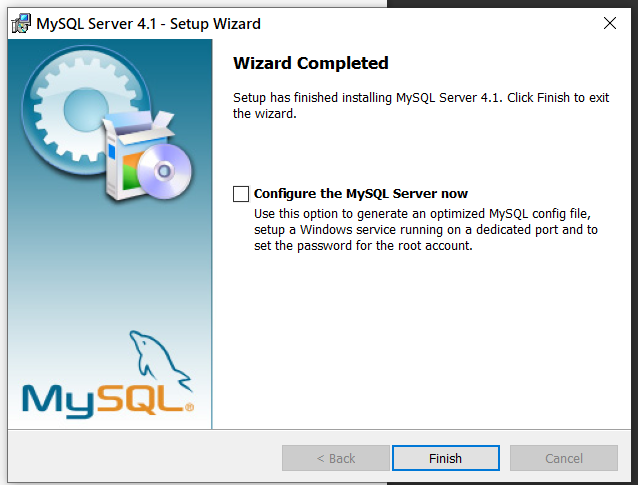 MySQL Server 4.1 - Setup Wizard
Wizard Completed
Setup has finished installing MySQL Server 4.1. Click Finish to exit
the wizard.
Configure the MySQL Server now
Use this option to generate an optimized MySQL config file,
setup a Windows service running on a dedicated port and to
set the password for the root account.
MySQL®
< Back
Finish
Cancel